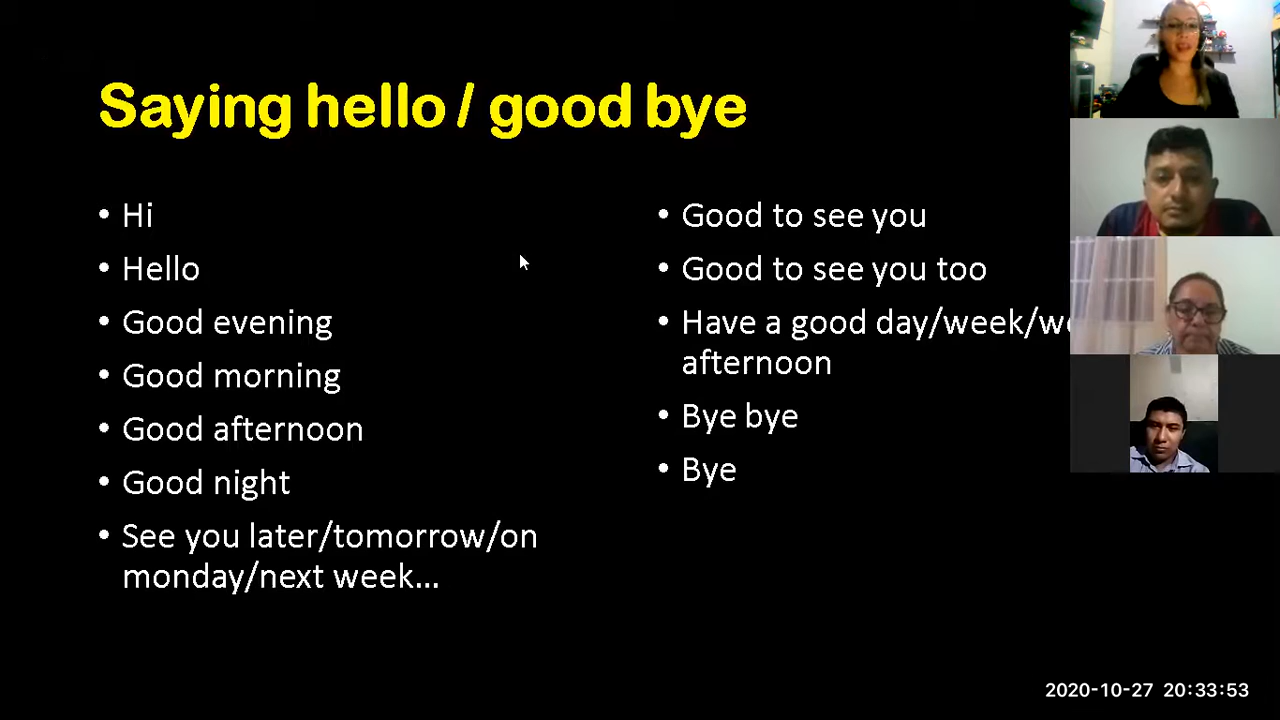 Saying hello / good bye
• Hi
• Hello
• Good evening
• Good morning
• Good afternoon
• Good night
• See you later/tomorrow/on
monday/next week...
• Good to see you
• Good to see you too
• Have a good day/week/
afternoon
• Bye bye
• Bye
2020-10-27 20:33:53